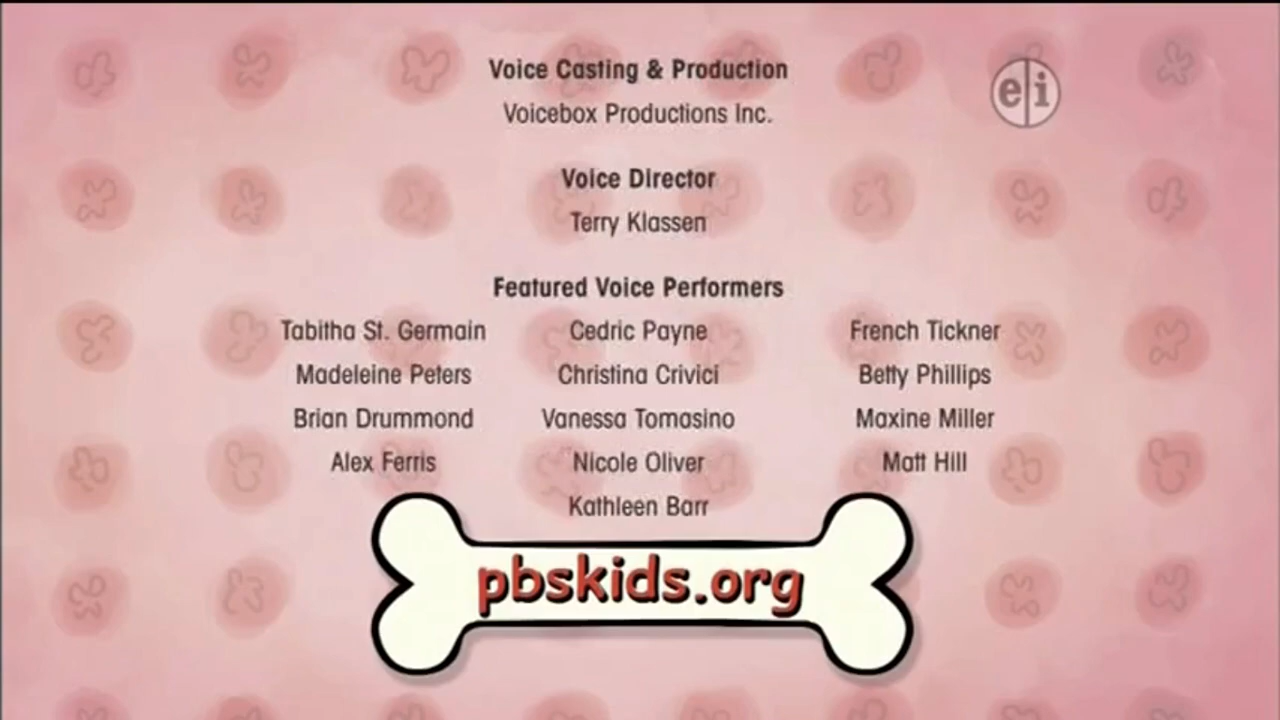 Voice Casting & Production
e|i
Voicebox Productions Inc.
Voice Director
Terry Klassen
Featured Voice Performers
Tabitha St. Germain Cedric Payne French Tickner
Madeleine Peters Christina Crivici Betty Phillips
Brian Drummond Vanessa Tomasino Maxine Miller
Alex Ferris Nicole Oliver Matt Hill
Kathleen Barr
pbskids.org